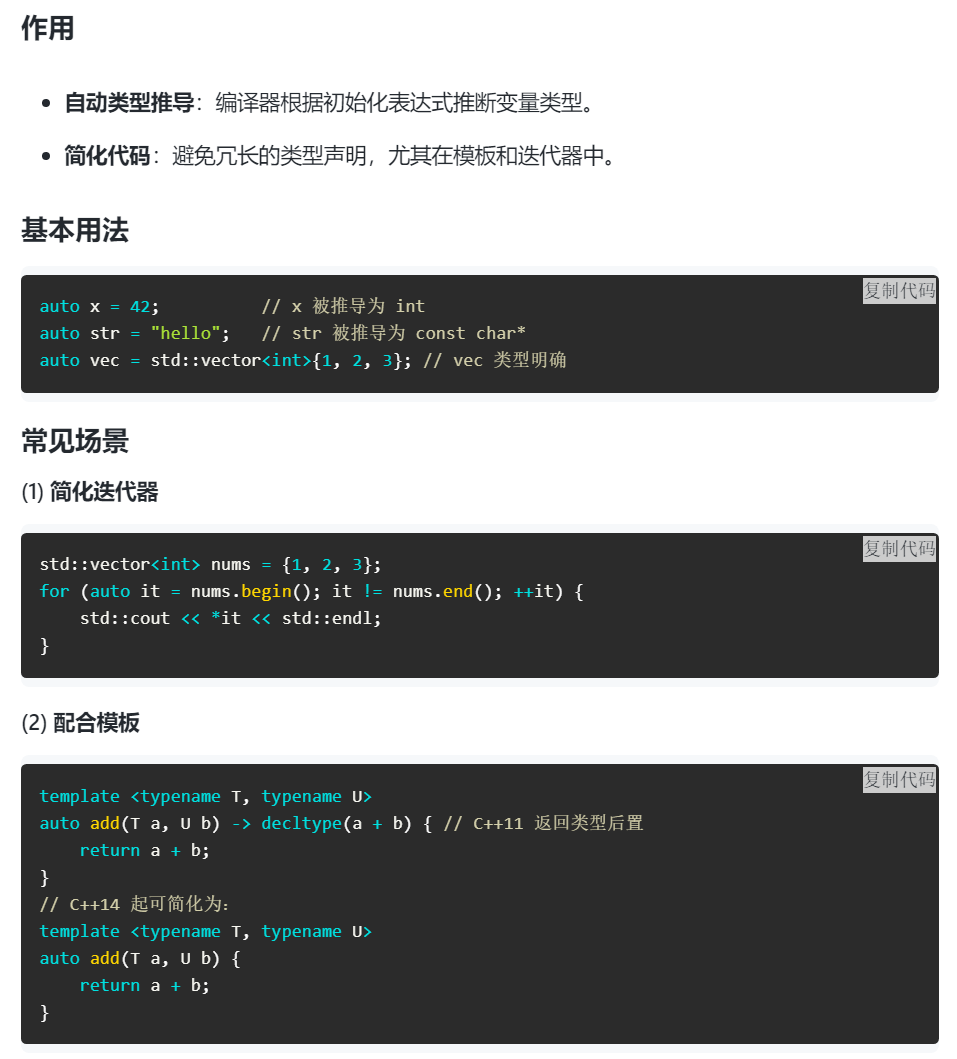 作用
自动类型推导：编译器根据初始化表达式推断变量类型。
简化代码：避免冗长的类型声明，尤其在模板和迭代器中。
基本用法
复制代码
auto x = 42;          // x 被推导为 int
auto str = "hello";   // str 被推导为 const char*
auto vec = std::vector<int>{1, 2, 3}; // vec 类型明确
常见场景
(1) 简化迭代器
复制代码
std::vector<int> nums = {1, 2, 3};
for (auto it = nums.begin(); it != nums.end(); ++it) {
    std::cout << *it << std::endl;
}
(2) 配合模板
复制代码
template <typename T, typename U>
auto add(T a, U b) -> decltype(a + b) { // C++11 返回类型后置
    return a + b;
}
// C++14 起可简化为：
template <typename T, typename U>
auto add(T a, U b) {
    return a + b;
}